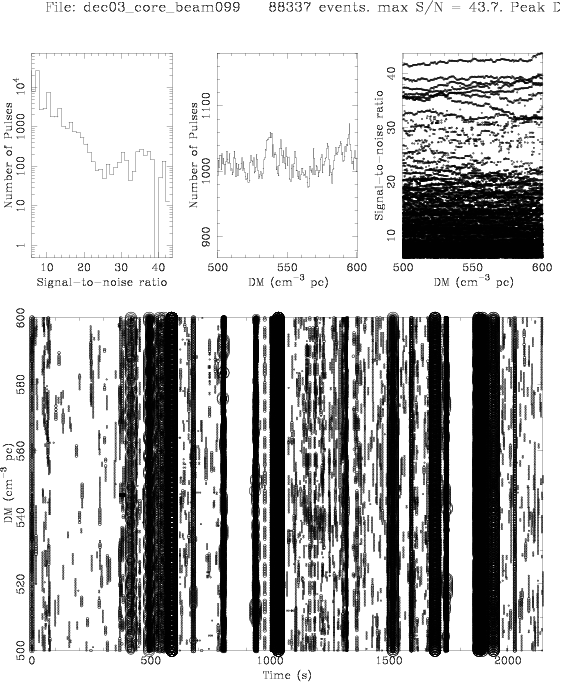 File: dec03_core_beam099 88337 events. max S/N = 43.7. Peak D
Number of Pulses
10⁴
1000
100
10
1
10 20 30 40
Signal-to-noise ratio
Number of Pulses
1100
1000
900
500 550 600
DM (cm⁻³ pc)
Signal-to-noise ratio
40
30
20
10
500 550 600
DM (cm⁻³ pc)
DM (cm⁻³ pc)
600
580
560
540
520
500
0 500 1000 1500 2000
Time (s)